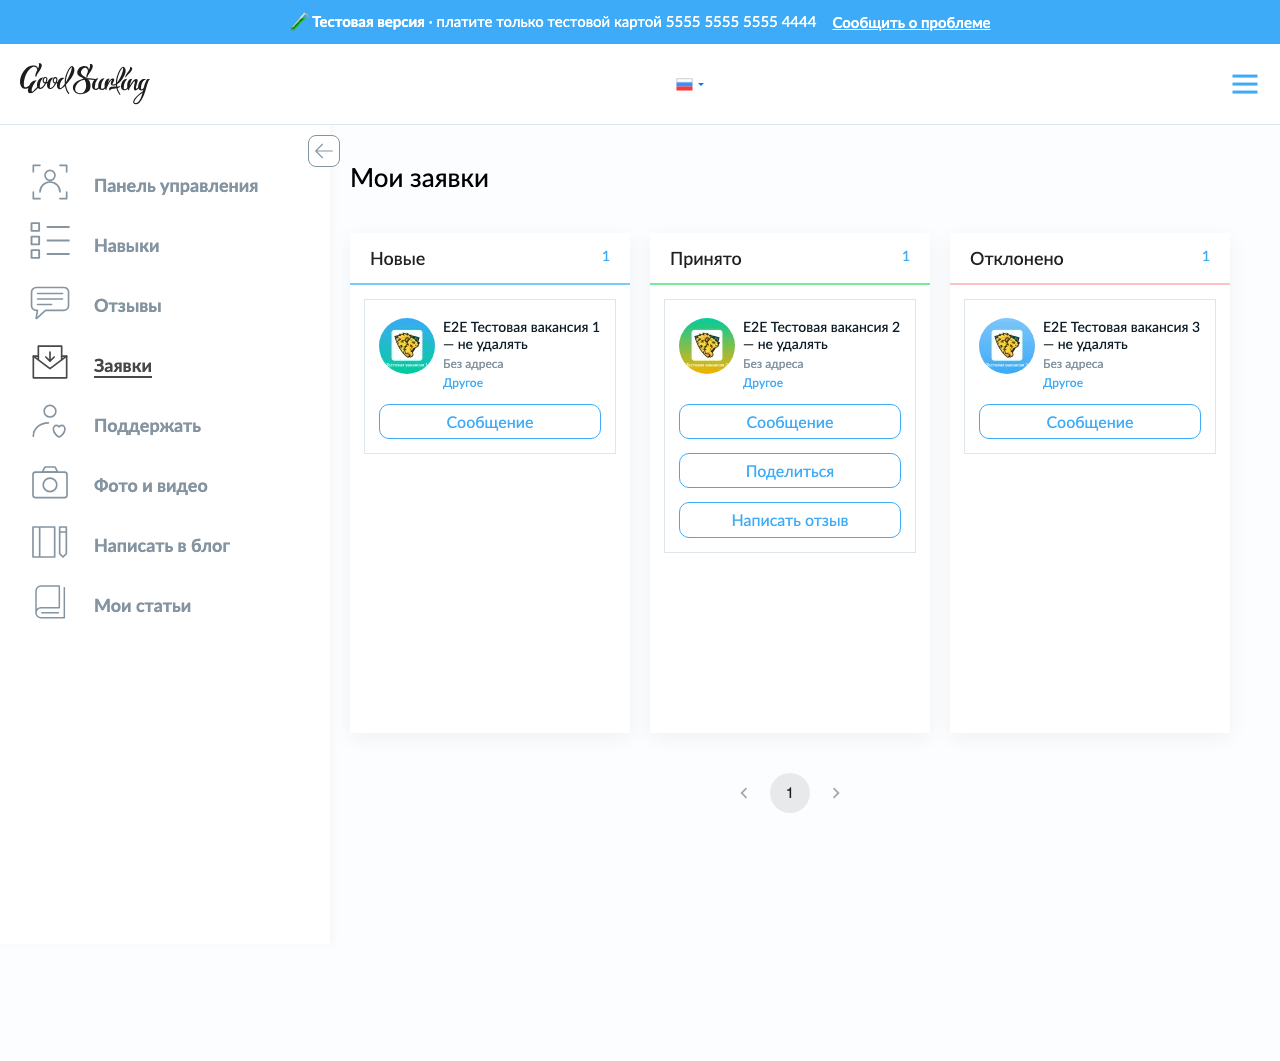 Тестовая версия · платите только тестовой картой 5555 5555 5555 4444 Сообщить о проблеме
GoodSurfing
Мои заявки
Панель управления
Навыки
Отзывы
Заявки
Поддержать
Фото и видео
Написать в блог
Мои статьи
Новые 1
E2E Тестовая вакансия 1
— не удалять
Без адреса
Другое
Сообщение
Принято 1
E2E Тестовая вакансия 2
— не удалять
Без адреса
Другое
Сообщение
Поделиться
Написать отзыв
Отклонено 1
E2E Тестовая вакансия 3
— не удалять
Без адреса
Другое
Сообщение
1